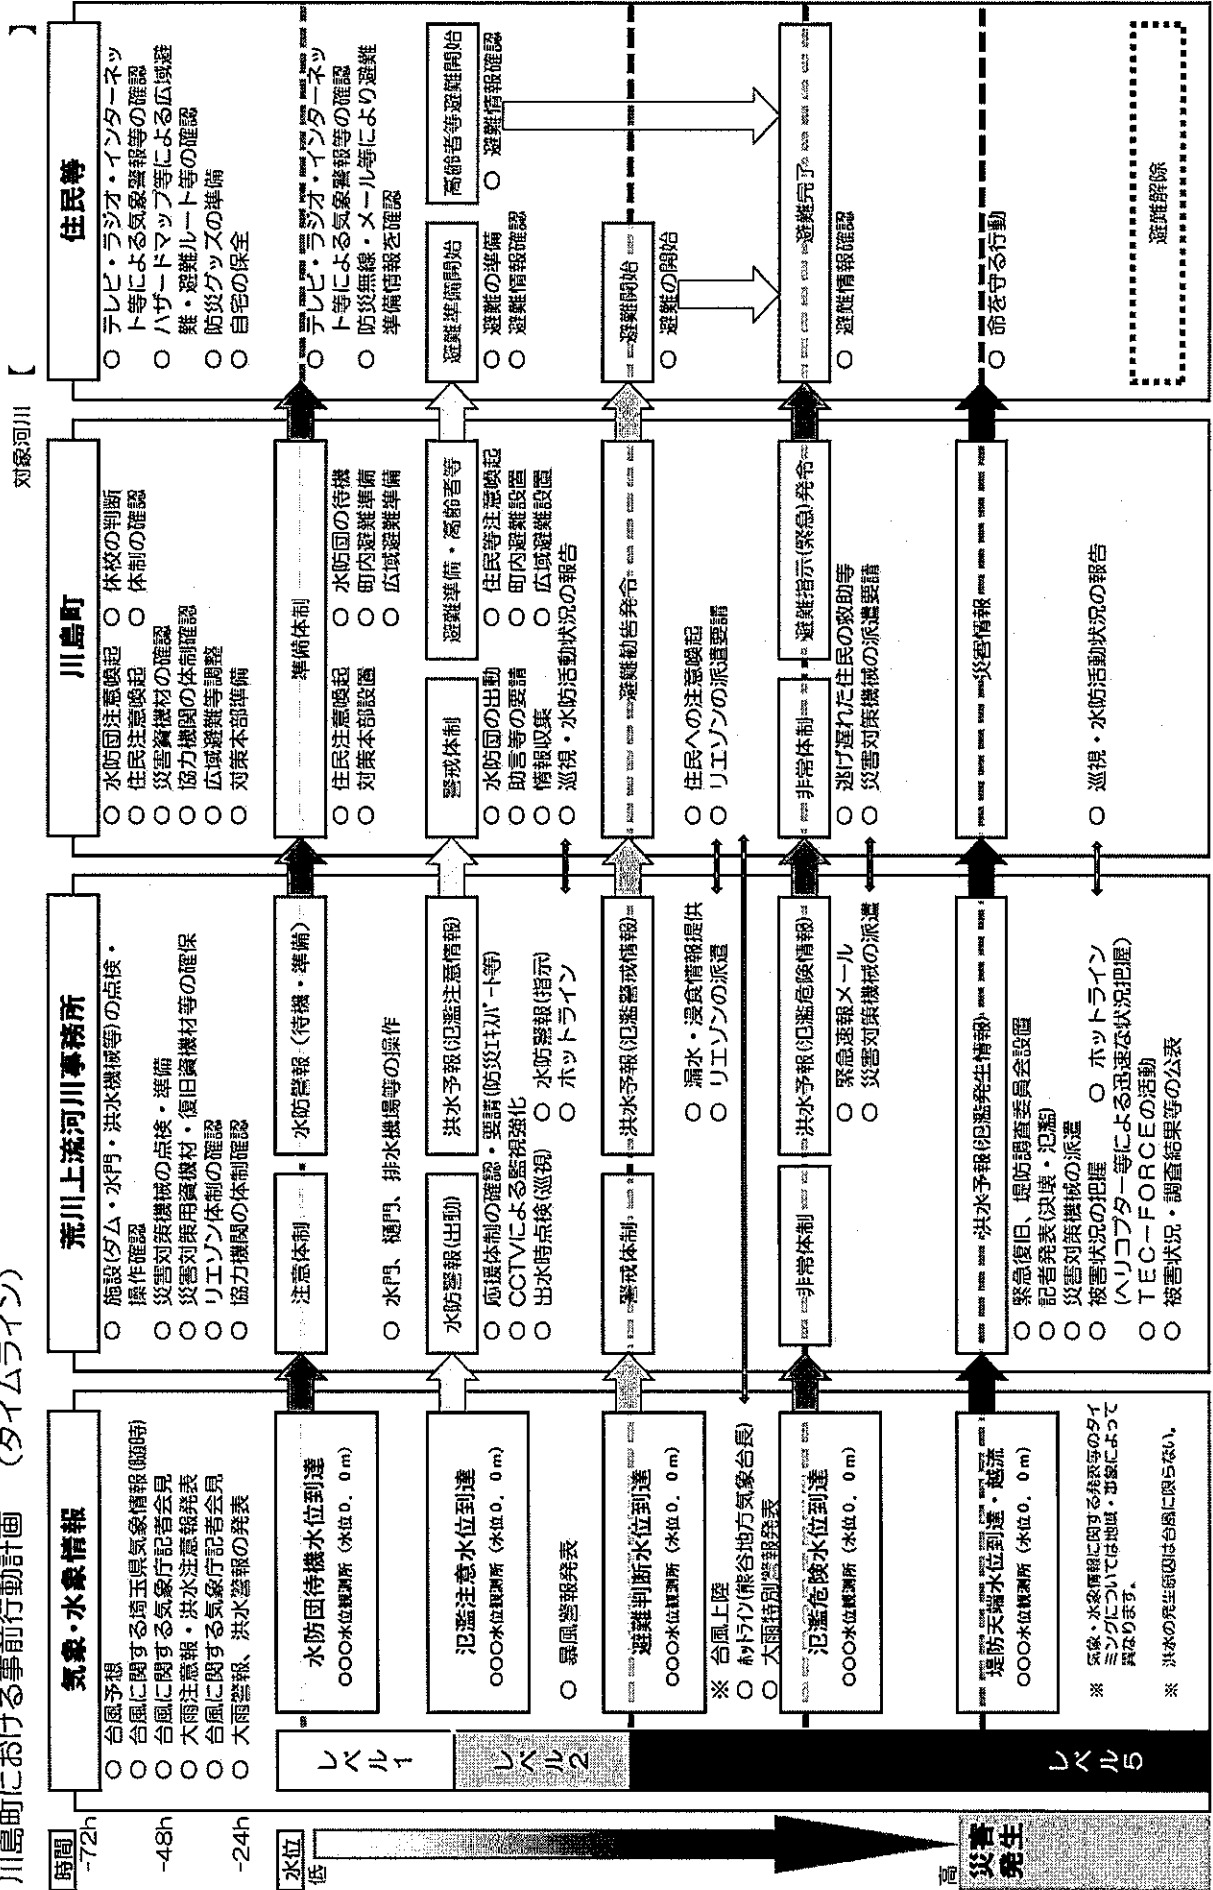 川島町における事前行動計画　（タイムライン）
対象河川　【　　　　　】
時間
-72h
-48h
-24h
水位
低
高
災害
発生
気象・水象情報
○　台風予想
○　台風に関する埼玉県気象情報(随時)
○　台風に関する気象庁記者会見
○　大雨注意報・洪水注意報発表
○　台風に関する気象庁記者会見
○　大雨警報、洪水警報の発表
レベル1
レベル2
レベル5
水防団待機水位到達
○○○水位観測所（水位0．0m）
氾濫注意水位到達
○○○水位観測所（水位0．0m）
○　暴風警報発表
避難判断水位到達
○○○水位観測所（水位0．0m）
※　台風上陸
○　ﾎｯﾄﾗｲﾝ(熊谷地方気象台長)
○　大雨特別警報発表
氾濫危険水位到達
○○○水位観測所（水位0．0m）
堤防天端水位到達・越流
○○○水位観測所（水位0．0m）
※　気象・水象情報に関する発表等のタイ
ミングについては地域・事象によって
異なります。
※　洪水の発生原因は台風に限らない。
荒川上流河川事務所
○　施設(ダム・水門・洪水機械等)の点検・
操作確認
○　災害対策機械の点検・準備
○　災害対策用資機材・復旧資機材等の確保
○　リエゾン体制の確認
○　協力機関の体制確認
注意体制
水防警報（待機・準備）
○　水門、樋門、排水機場等の操作
水防警報(出動)
洪水予報(氾濫注意情報)
○　応援体制の確認・要請(防災ｴｷｽﾊﾟｰﾄ等)
○　CCTVによる監視強化
○　出水時点検(巡視)　○　水防警報(指示)
○　ホットライン
警戒体制
洪水予報(氾濫警戒情報)
○　漏水・浸食情報提供
○　リエゾンの派遣
非常体制
洪水予報(氾濫危険情報)
○　緊急速報メール
○　災害対策機械の派遣
洪水予報(氾濫発生情報)
○　緊急復旧、堤防調査委員会設置
○　記者発表(決壊・氾濫)
○　災害対策機械の派遣
○　被害状況の把握　○　ホットライン
(ヘリコプター等による迅速な状況把握)
○　TEC－FORCEの活動
○　被害状況・調査結果等の公表
川島町
○　水防団注意喚起　○　休校の判断
○　住民注意喚起　○　体制の確認
○　災害資機材の確認
○　協力機関の体制確認
○　広域避難等調整
○　対策本部準備
準備体制
○　住民注意喚起　○　水防団の待機
○　対策本部設置　○　町内避難準備
○　広域避難準備
警戒体制
避難準備・高齢者等
○　水防団の出動　○　住民等注意喚起
○　助言等の要請　○　町内避難設置
○　情報収集　○　広域避難設置
○　巡視・水防活動状況の報告
避難勧告発令
○　住民への注意喚起
○　リエゾンの派遣要請
非常体制
避難指示(緊急)発令
○　逃げ遅れた住民の救助等
○　災害対策機械の派遣要請
災害情報
○　巡視・水防活動状況の報告
住民等
○　テレビ・ラジオ・インターネッ
ト等による気象警報等の確認
○　ハザードマップ等による広域避
難・避難ルート等の確認
○　防災グッズの準備
○　自宅の保全
○　テレビ・ラジオ・インターネッ
ト等による気象警報等の確認
○　防災無線・メール等により避難
準備情報を確認
避難準備開始
高齢者等避難開始
○　避難の準備　○　避難情報確認
○　避難情報確認
避難開始
○　避難の開始
避難完了
○　避難情報確認
○　命を守る行動
避難解除